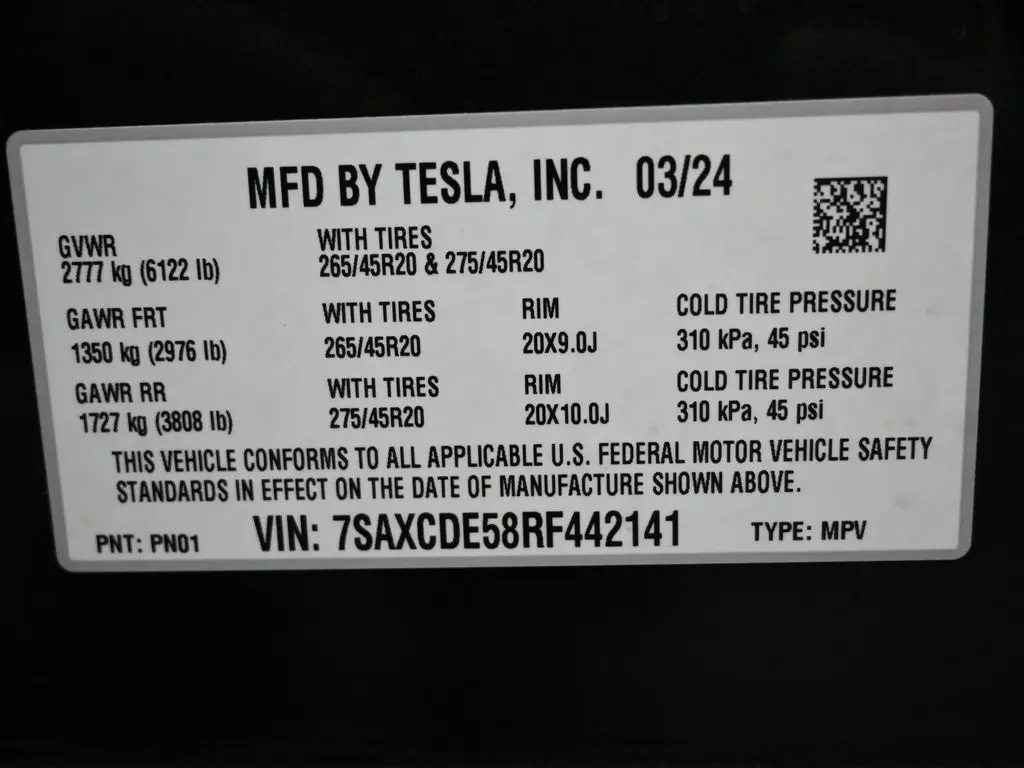 MFD BY TESLA, INC. 03/24
GVWR WITH TIRES
2777 kg (6122 lb) 265/45R20 & 275/45R20
GAWR FRT WITH TIRES RIM COLD TIRE PRESSURE
1350 kg (2976 lb) 265/45R20 20X9.0J 310 kPa, 45 psi
GAWR RR WITH TIRES RIM COLD TIRE PRESSURE
1727 kg (3808 lb) 275/45R20 20X10.0J 310 kPa, 45 psi
THIS VEHICLE CONFORMS TO ALL APPLICABLE U.S. FEDERAL MOTOR VEHICLE SAFETY
STANDARDS IN EFFECT ON THE DATE OF MANUFACTURE SHOWN ABOVE.
PNT: PN01 VIN: 7SAXCDE58RF442141 TYPE: MPV